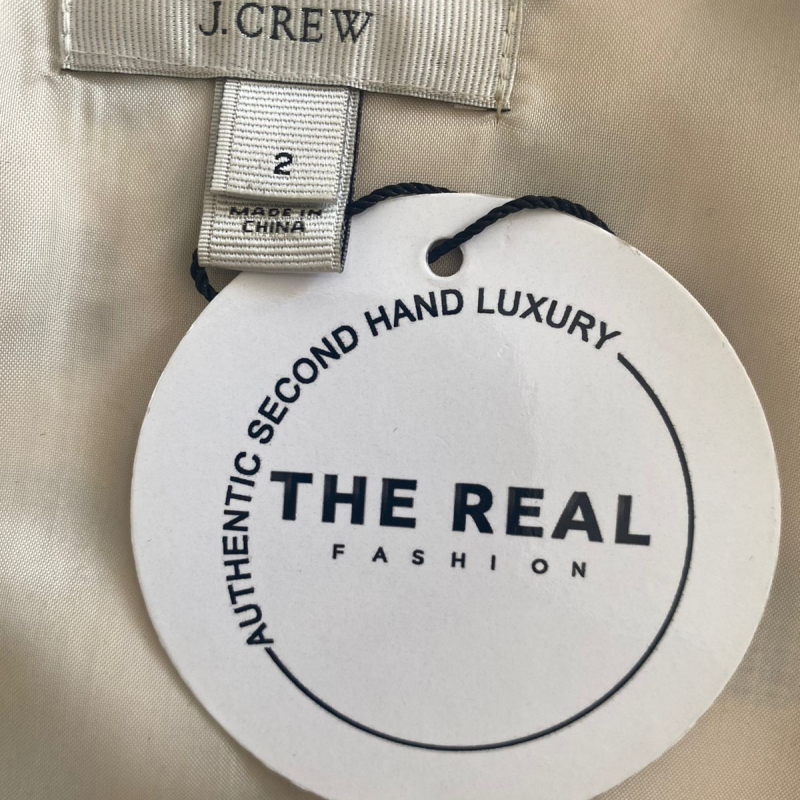 J.CREW
2
MADE IN
CHINA
AUTHENTIC SECOND HAND LUXURY
THE REAL
FASHION